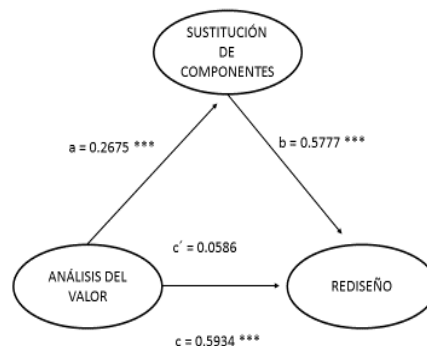 SUSTITUCIÓN
DE
COMPONENTES
a = 0.2675 ***
b = 0.5777 ***
c´ = 0.0586
ANÁLISIS DEL
VALOR
REDISEÑO
c = 0.5934 ***